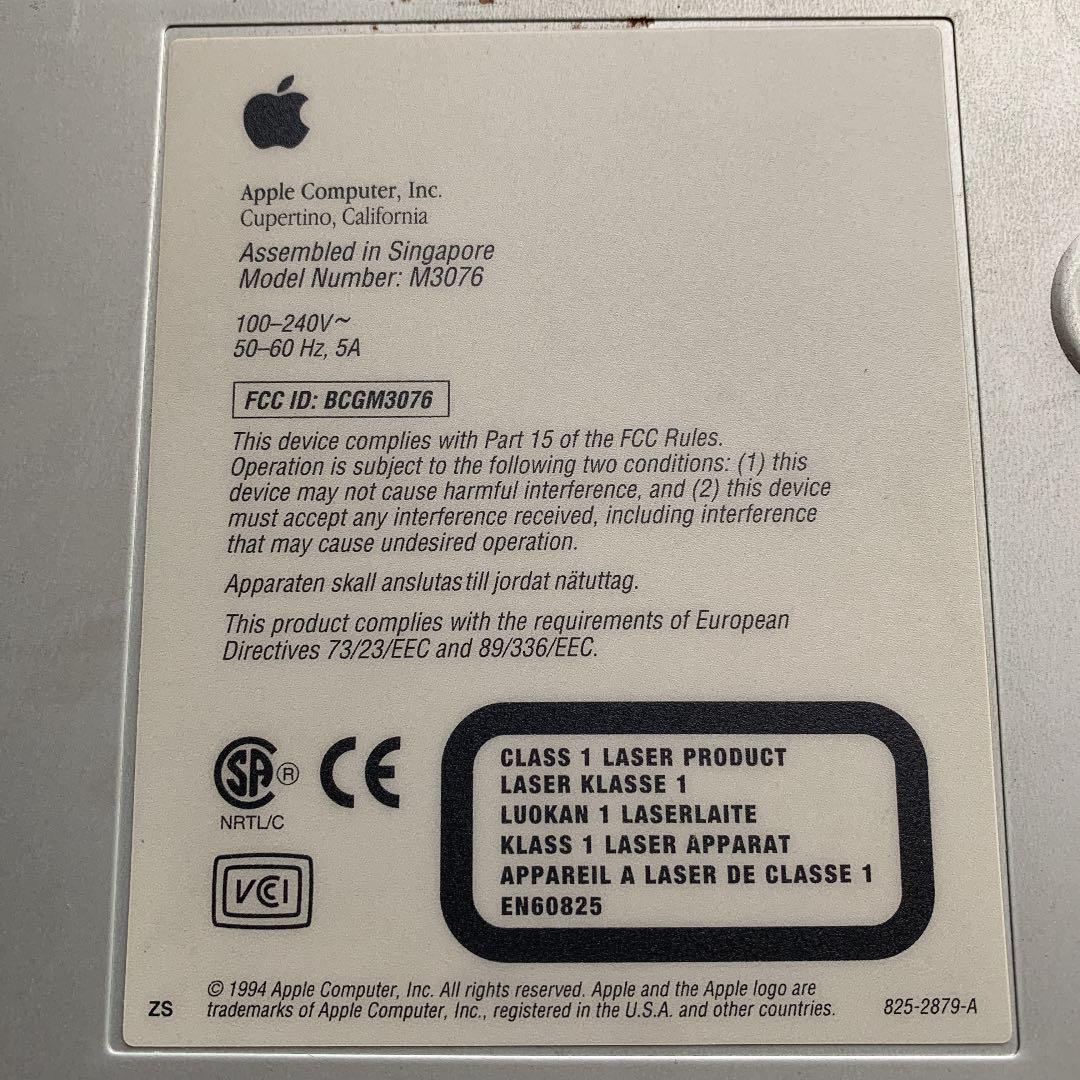 Apple Computer, Inc.
Cupertino, California
Assembled in Singapore
Model Number: M3076
100–240V~
50–60 Hz, 5A
FCC ID: BCGM3076
This device complies with Part 15 of the FCC Rules.
Operation is subject to the following two conditions: (1) this
device may not cause harmful interference, and (2) this device
must accept any interference received, including interference
that may cause undesired operation.
Apparaten skall anslutas till jordat nätuttag.
This product complies with the requirements of European
Directives 73/23/EEC and 89/336/EEC.
SA ®
NRTL/C
CE
VCCI
CLASS 1 LASER PRODUCT
LASER KLASSE 1
LUOKAN 1 LASERLAITE
KLASS 1 LASER APPARAT
APPAREIL A LASER DE CLASSE 1
EN60825
© 1994 Apple Computer, Inc. All rights reserved. Apple and the Apple logo are
trademarks of Apple Computer, Inc., registered in the U.S.A. and other countries.
ZS
825-2879-A